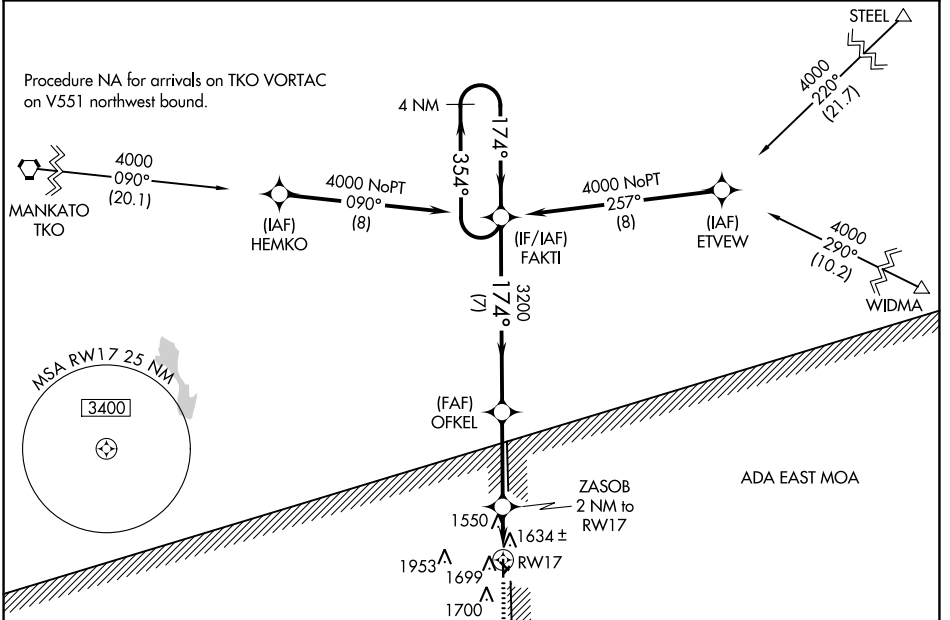 STEEL
Procedure NA for arrivals on TKO VORTAC
on V551 northwest bound.
4000
220°
(21.7)
4 NM
174°
354°
4000
090°
(20.1)
MANKATO
TKO
4000 NoPT
090°
(8)
(IAF)
HEMKO
4000 NoPT
257°
(8)
(IAF)
ETVEW
(IF/IAF)
FAKTI
4000
290°
(10.2)
WIDMA
3200
174°
(7)
MSA RW17 25 NM
3400
(FAF)
OFKEL
ADA EAST MOA
ZASOB
2 NM to
RW17
1550
1634 ±
1953
1699
RW17
1700